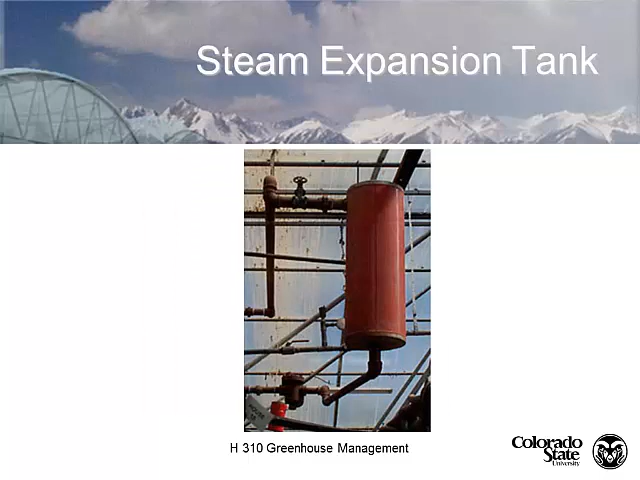 Steam Expansion Tank
H 310 Greenhouse Management
Colorado
State
University